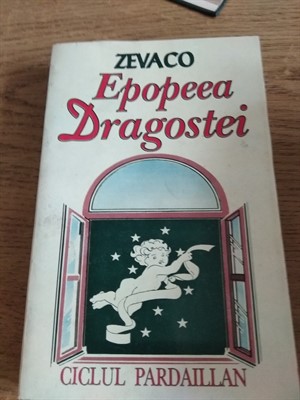 ZEVACO
Epopeea
Dragostei
CICLUL PARDAILLAN